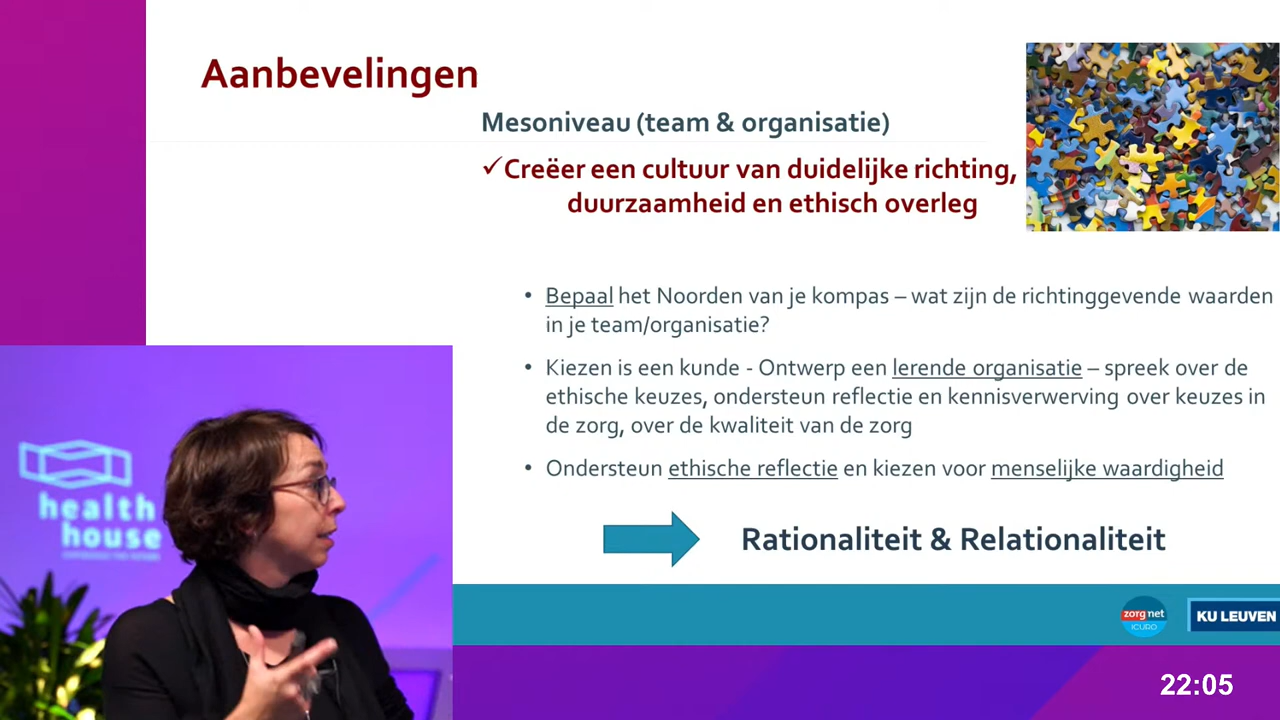 Aanbevelingen
Mesoniveau (team & organisatie)
✓Creëer een cultuur van duidelijke richting,
duurzaamheid en ethisch overleg
• Bepaal het Noorden van je kompas – wat zijn de richtinggevende waarden
in je team/organisatie?
• Kiezen is een kunde - Ontwerp een lerende organisatie – spreek over de
ethische keuzes, ondersteun reflectie en kennisverwerving over keuzes in
de zorg, over de kwaliteit van de zorg
• Ondersteun ethische reflectie en kiezen voor menselijke waardigheid
Rationaliteit & Relationaliteit
health
house
zorgnet
ICURO
KU LEUVEN
22:05